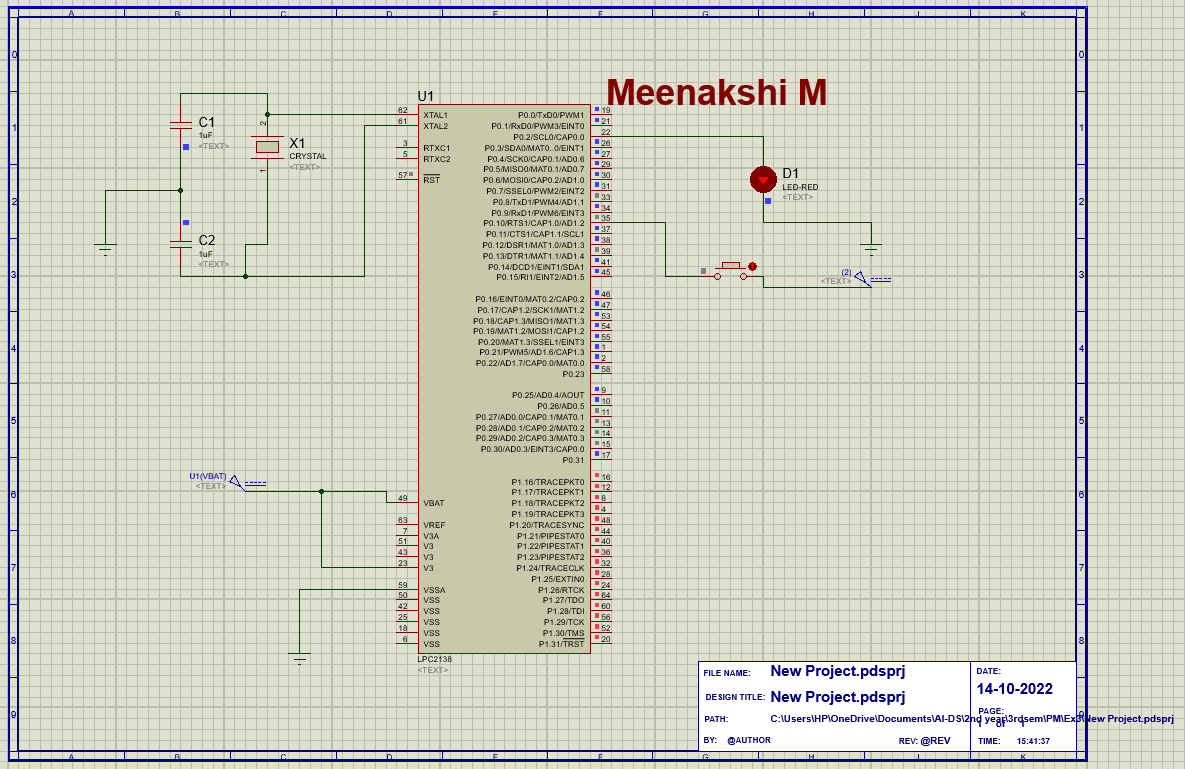 A B C D E F G H J K
Meenakshi M
U1
C1
1uF
<TEXT>
X1
CRYSTAL
<TEXT>
2
1
C2
1uF
<TEXT>
D1
LED-RED
<TEXT>
(2)
<TEXT>
U1(VBAT)
<TEXT>
62 XTAL1
61 XTAL2
3 RTXC1
5 RTXC2
57 RST
49 VBAT
63 VREF
7 V3A
51 V3
43 V3
23 V3
59 VSSA
50 VSS
42 VSS
25 VSS
18 VSS
6 VSS
P0.0/TxD0/PWM1 19
P0.1/RxD0/PWM3/EINT0 21
P0.2/SCL0/CAP0.0 22
P0.3/SDA0/MAT0..0/EINT1 26
P0.4/SCK0/CAP0.1/AD0.6 27
P0.5/MISO0/MAT0.1/AD0.7 29
P0.6/MOSI0/CAP0.2/AD1.0 30
P0.7/SSEL0/PWM2/EINT2 31
P0.8/TxD1/PWM4/AD1.1 33
P0.9/RxD1/PWM6/EINT3 34
P0.10/RTS1/CAP1.0/AD1.2 35
P0.11/CTS1/CAP1.1/SCL1 37
P0.12/DSR1/MAT1.0/AD1.3 38
P0.13/DTR1/MAT1.1/AD1.4 39
P0.14/DCD1/EINT1/SDA1 41
P0.15/RI1/EINT2/AD1.5 45
P0.16/EINT0/MAT0.2/CAP0.2 46
P0.17/CAP1.2/SCK1/MAT1.2 47
P0.18/CAP1.3/MISO1/MAT1.3 53
P0.19/MAT1.2/MOSI1/CAP1.2 54
P0.20/MAT1.3/SSEL1/EINT3 55
P0.21/PWM5/AD1.6/CAP1.3 1
P0.22/AD1.7/CAP0.0/MAT0.0 2
P0.23 58
P0.25/AD0.4/AOUT 9
P0.26/AD0.5 10
P0.27/AD0.0/CAP0.1/MAT0.1 11
P0.28/AD0.1/CAP0.2/MAT0.2 13
P0.29/AD0.2/CAP0.3/MAT0.3 14
P0.30/AD0.3/EINT3/CAP0.0 15
P0.31 17
P1.16/TRACEPKT0 16
P1.17/TRACEPKT1 12
P1.18/TRACEPKT2 8
P1.19/TRACEPKT3 4
P1.20/TRACESYNC 48
P1.21/PIPESTAT0 44
P1.22/PIPESTAT1 40
P1.23/PIPESTAT2 36
P1.24/TRACECLK 32
P1.25/EXTIN0 28
P1.26/RTCK 24
P1.27/TDO 64
P1.28/TDI 60
P1.29/TCK 56
P1.30/TMS 52
P1.31/TRST 20
LPC2138
<TEXT>
0 0
1 1
2 2
3 3
4 4
5 5
6 6
7 7
8 8
9 9
FILE NAME: New Project.pdsprj
DESIGN TITLE: New Project.pdsprj
PATH: C:\Users\HP\OneDrive\Documents\AI-DS\2nd year\3rdsem\PM\Ex3\New Project.pdsprj
BY: @AUTHOR REV: @REV
DATE:
14-10-2022
PAGE:
of
TIME: 15:41:37
A B C D E F G H J K